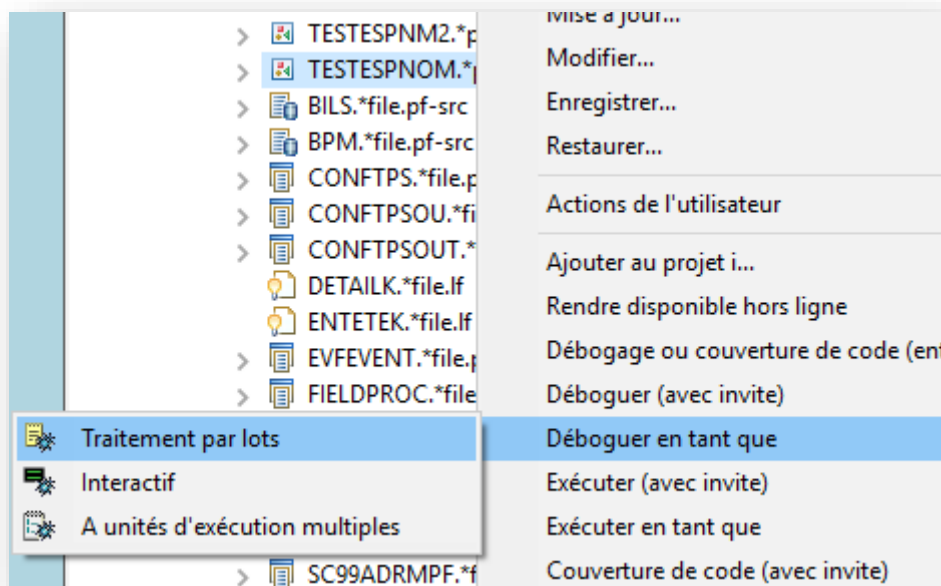 TESTESPNM2.*p
TESTESPNOM.*p
BILS.*file.pf-src
BPM.*file.pf-src
CONFTPS.*file.p
CONFTPSOU.*fi
CONFTPSOUT.*
DETAILK.*file.lf
ENTETEK.*file.lf
EVFEVENT.*file.p
FIELDPROC.*file
SC99ADRMPF.*f
Mise à jour...
Modifier...
Enregistrer...
Restaurer...
Actions de l'utilisateur
Ajouter au projet i...
Rendre disponible hors ligne
Débogage ou couverture de code (ent
Déboguer (avec invite)
Déboguer en tant que
Exécuter (avec invite)
Exécuter en tant que
Couverture de code (avec invite)
Traitement par lots
Interactif
A unités d'exécution multiples